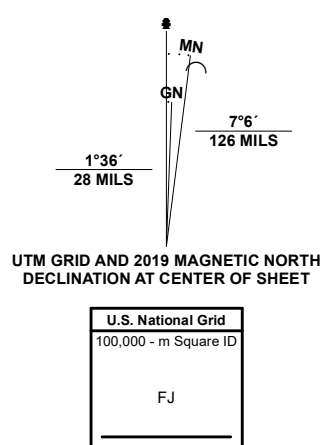 MN
GN
7°6´
126 MILS
1°36´
28 MILS
UTM GRID AND 2019 MAGNETIC NORTH
DECLINATION AT CENTER OF SHEET
U.S. National Grid
100,000 - m Square ID
FJ